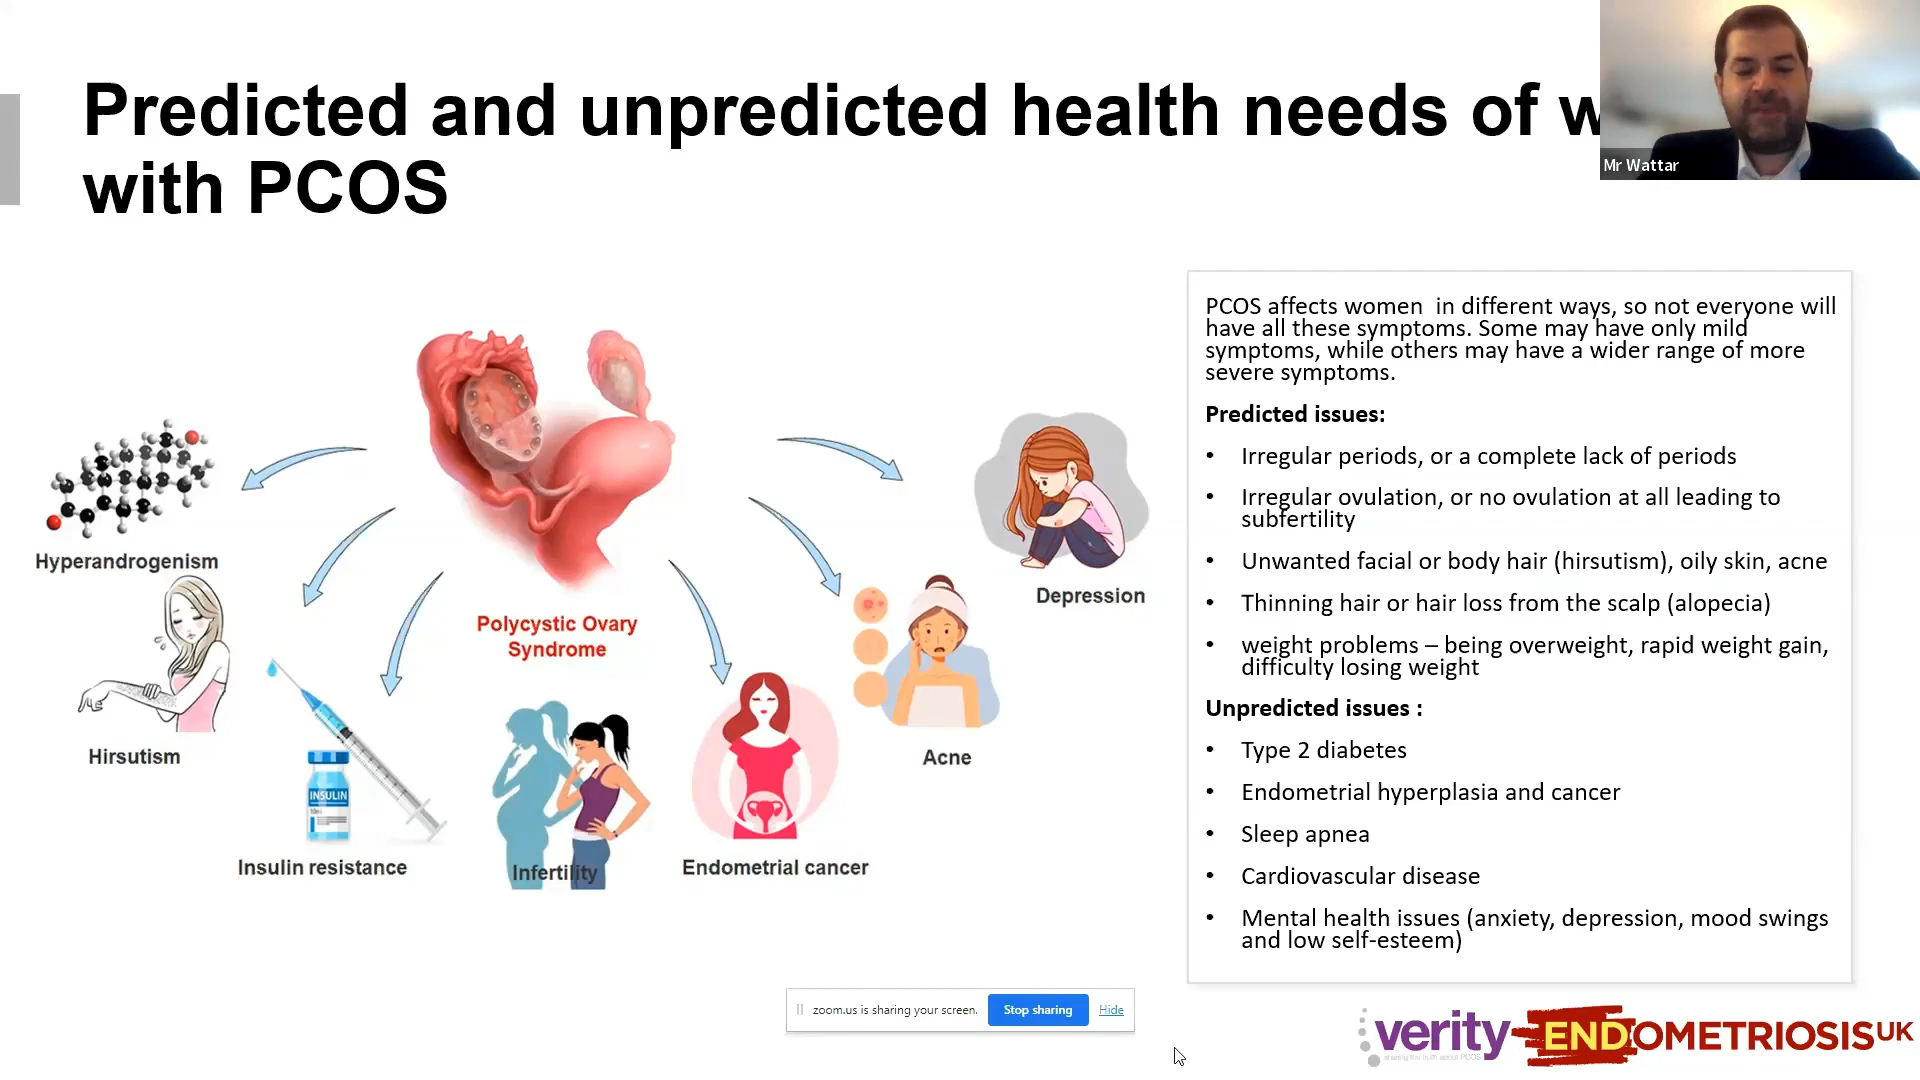 Predicted and unpredicted health needs of w
with PCOS
Mr Wattar
Hyperandrogenism
Hirsutism
INSULIN
Insulin resistance
Polycystic Ovary
Syndrome
Infertility
Endometrial cancer
Acne
Depression
PCOS affects women in different ways, so not everyone will
have all these symptoms. Some may have only mild
symptoms, while others may have a wider range of more
severe symptoms.
Predicted issues:
• Irregular periods, or a complete lack of periods
• Irregular ovulation, or no ovulation at all leading to
subfertility
• Unwanted facial or body hair (hirsutism), oily skin, acne
• Thinning hair or hair loss from the scalp (alopecia)
• weight problems – being overweight, rapid weight gain,
difficulty losing weight
Unpredicted issues :
• Type 2 diabetes
• Endometrial hyperplasia and cancer
• Sleep apnea
• Cardiovascular disease
• Mental health issues (anxiety, depression, mood swings
and low self-esteem)
zoom.us is sharing your screen. Stop sharing Hide
verity
sharing the truth about PCOS
ENDOMETRIOSIS UK